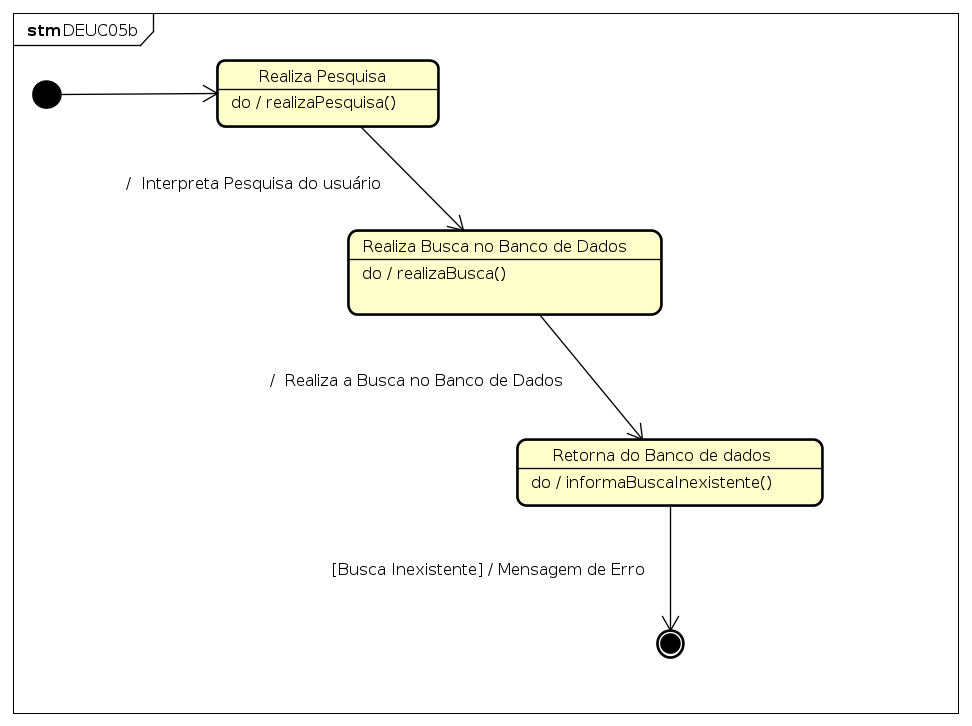 stm DEUC05b
Realiza Pesquisa
do / realizaPesquisa()
/ Interpreta Pesquisa do usuário
Realiza Busca no Banco de Dados
do / realizaBusca()
/ Realiza a Busca no Banco de Dados
Retorna do Banco de dados
do / informaBuscaInexistente()
[Busca Inexistente] / Mensagem de Erro